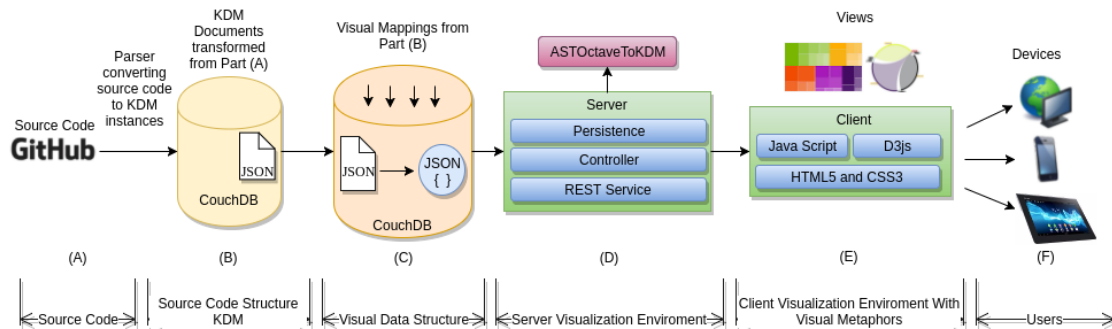 Source Code
GitHub
Parser
converting
source code
to KDM
instances
KDM
Documents
transformed
from Part (A)
JSON
CouchDB
Visual Mappings from
Part (B)
JSON
JSON
{ }
CouchDB
ASTOctaveToKDM
Server
Persistence
Controller
REST Service
Views
Client
Java Script
D3js
HTML5 and CSS3
Devices
(A)
(B)
(C)
(D)
(E)
(F)
Source Code
Source Code Structure
KDM
Visual Data Structure
Server Visualization Enviroment
Client Visualization Enviroment With
Visual Metaphors
Users